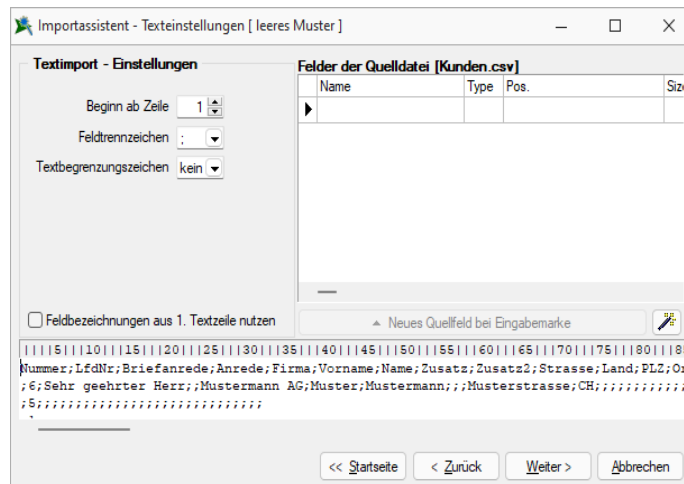 Importassistent - Texteinstellungen [ leeres Muster ]
Textimport - Einstellungen
Beginn ab Zeile 1
Feldtrennzeichen ;
Textbegrenzungszeichen kein
Feldbezeichnungen aus 1. Textzeile nutzen
Felder der Quelldatei [Kunden.csv]
Name Type Pos. Size
Neues Quellfeld bei Eingabemarke
||||5|||10|||15|||20|||25|||30|||35|||40|||45|||50|||55|||60|||65|||70|||75|||80|||8
Nummer;LfdNr;Briefanrede;Anrede;Firma;Vorname;Name;Zusatz;Zusatz2;Strasse;Land;PLZ;Or
;6;Sehr geehrter Herr;;Mustermann AG;Muster;Mustermann;;;Musterstrasse;CH;;;;;;;;;;;;
;5;;;;;;;;;;;;;;;;;;;;;;;;;;;;;
<< Startseite
< Zurück
Weiter >
Abbrechen